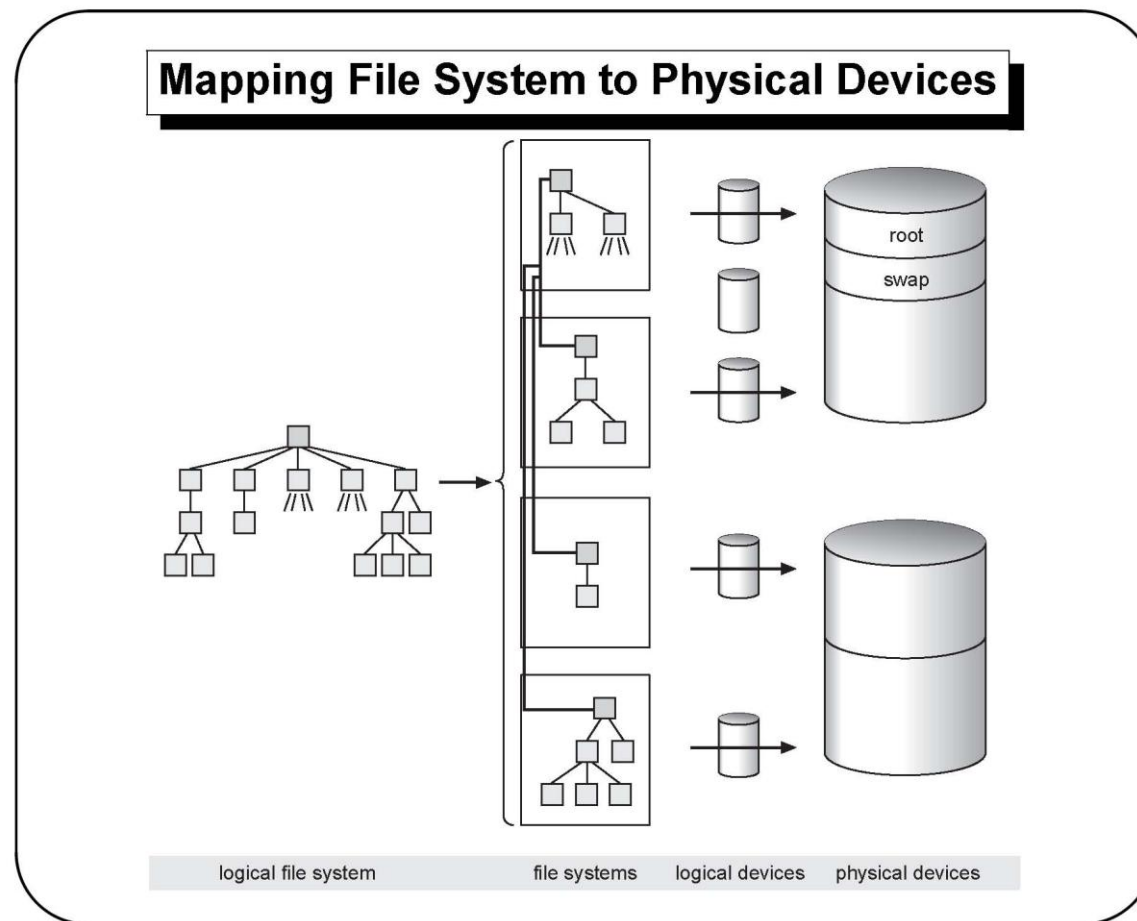 Mapping File System to Physical Devices
root
swap
logical file system file systems logical devices physical devices